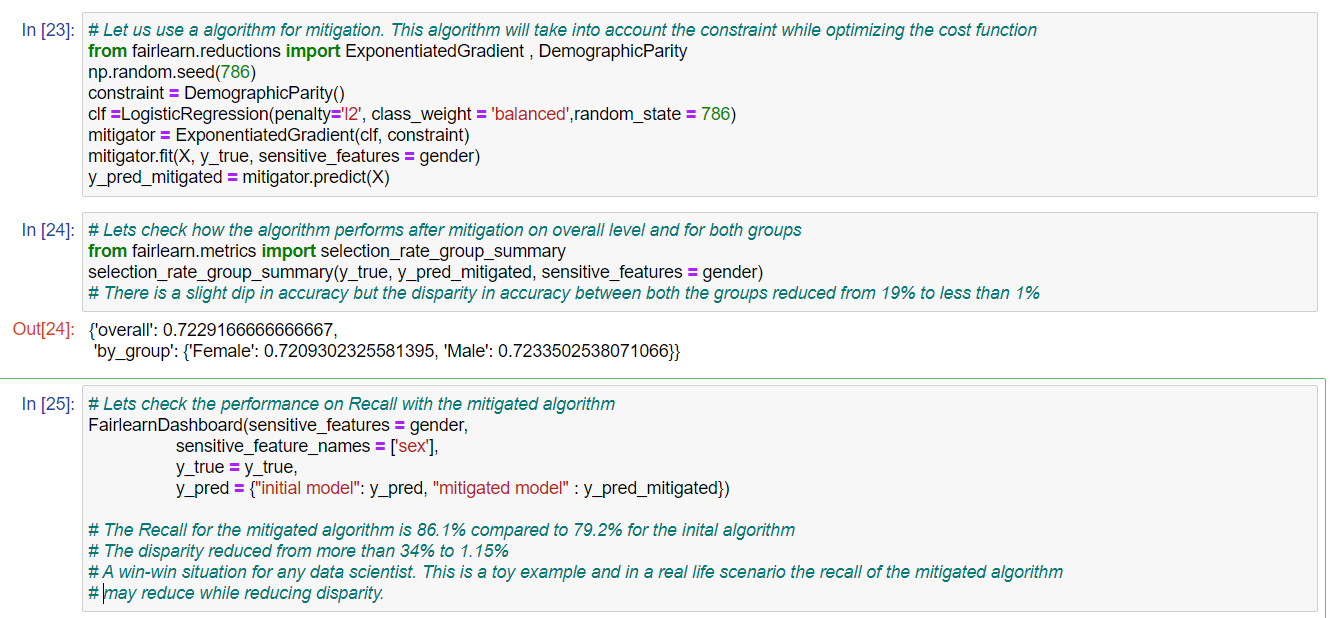 In [23]: # Let us use a algorithm for mitigation. This algorithm will take into account the constraint while optimizing the cost function
from fairlearn.reductions import ExponentiatedGradient , DemographicParity
np.random.seed(786)
constraint = DemographicParity()
clf =LogisticRegression(penalty='l2', class_weight = 'balanced',random_state = 786)
mitigator = ExponentiatedGradient(clf, constraint)
mitigator.fit(X, y_true, sensitive_features = gender)
y_pred_mitigated = mitigator.predict(X)
In [24]: # Lets check how the algorithm performs after mitigation on overall level and for both groups
from fairlearn.metrics import selection_rate_group_summary
selection_rate_group_summary(y_true, y_pred_mitigated, sensitive_features = gender)
# There is a slight dip in accuracy but the disparity in accuracy between both the groups reduced from 19% to less than 1%
Out[24]: {'overall': 0.7229166666666667,
'by_group': {'Female': 0.7209302325581395, 'Male': 0.7233502538071066}}
In [25]: # Lets check the performance on Recall with the mitigated algorithm
FairlearnDashboard(sensitive_features = gender,
sensitive_feature_names = ['sex'],
y_true = y_true,
y_pred = {"initial model": y_pred, "mitigated model" : y_pred_mitigated})
# The Recall for the mitigated algorithm is 86.1% compared to 79.2% for the inital algorithm
# The disparity reduced from more than 34% to 1.15%
# A win-win situation for any data scientist. This is a toy example and in a real life scenario the recall of the mitigated algorithm
# may reduce while reducing disparity.